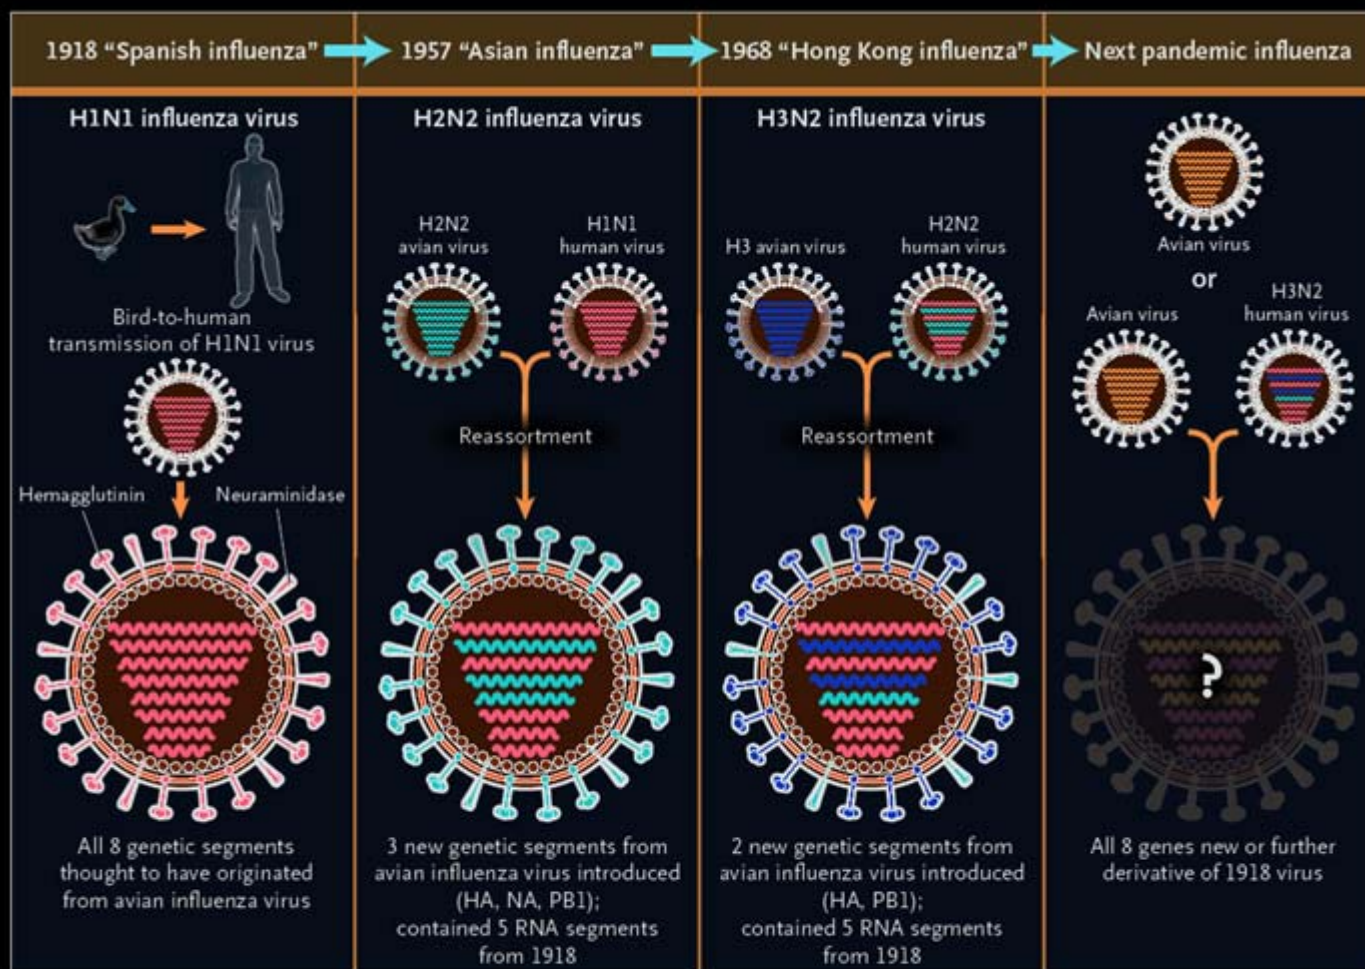 1918 “Spanish influenza”
1957 “Asian influenza”
1968 “Hong Kong influenza”
Next pandemic influenza
H1N1 influenza virus
Bird-to-human
transmission of H1N1 virus
Hemagglutinin
Neuraminidase
All 8 genetic segments
thought to have originated
from avian influenza virus
H2N2 influenza virus
H2N2
avian virus
H1N1
human virus
Reassortment
3 new genetic segments from
avian influenza virus introduced
(HA, NA, PB1);
contained 5 RNA segments
from 1918
H3N2 influenza virus
H3 avian virus
H2N2
human virus
Reassortment
2 new genetic segments from
avian influenza virus introduced
(HA, PB1);
contained 5 RNA segments
from 1918
Avian virus
or
Avian virus
H3N2
human virus
?
All 8 genes new or further
derivative of 1918 virus